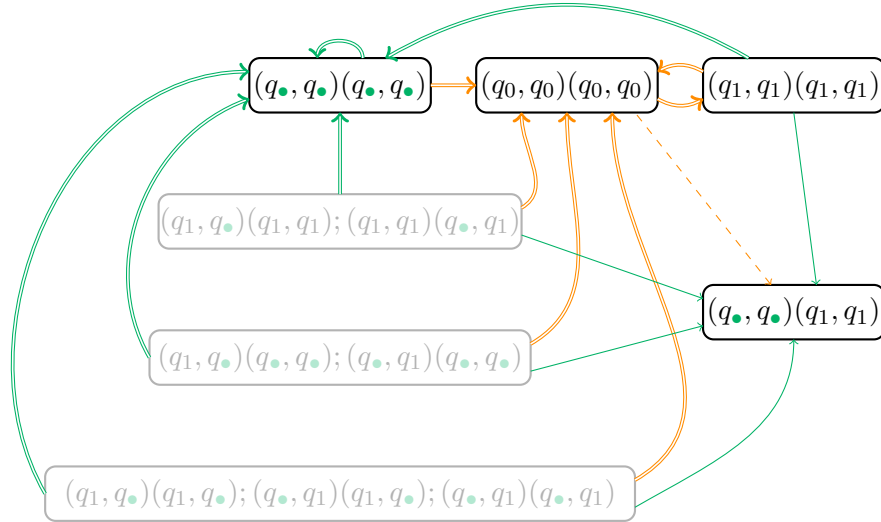 (q●, q●)(q●, q●)
(q₀, q₀)(q₀, q₀)
(q₁, q₁)(q₁, q₁)
(q₁, q●)(q₁, q₁); (q₁, q₁)(q●, q₁)
(q●, q●)(q₁, q₁)
(q₁, q●)(q●, q●); (q●, q₁)(q●, q●)
(q₁, q●)(q₁, q●); (q●, q₁)(q₁, q●); (q●, q₁)(q●, q₁)